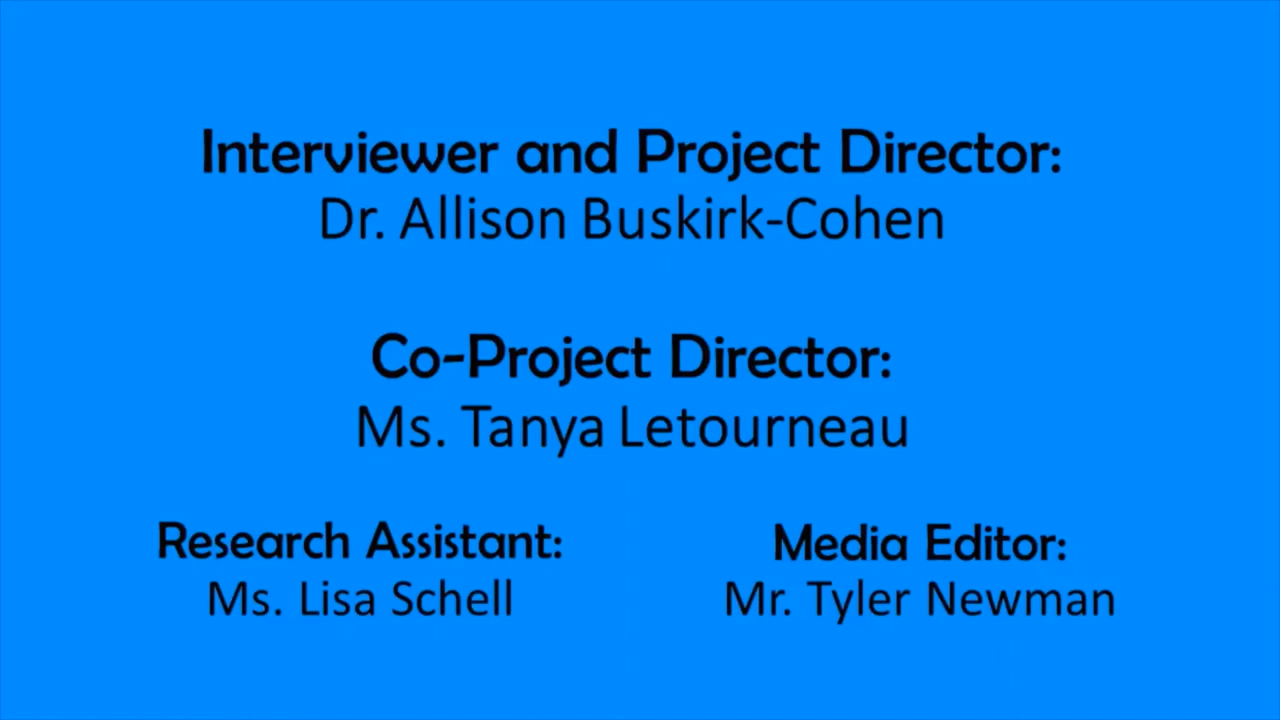 Interviewer and Project Director:
Dr. Allison Buskirk-Cohen
Co-Project Director:
Ms. Tanya Letourneau
Research Assistant:
Ms. Lisa Schell
Media Editor:
Mr. Tyler Newman